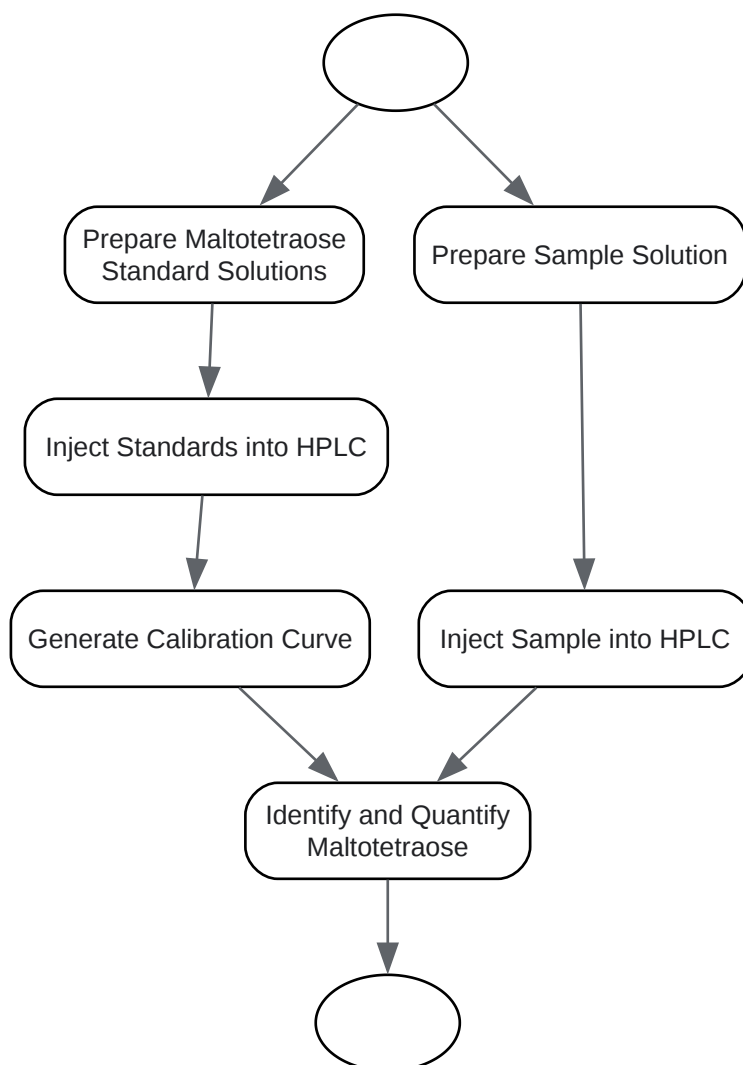 Prepare Maltotetraose
Standard Solutions
Prepare Sample Solution
Inject Standards into HPLC
Generate Calibration Curve
Inject Sample into HPLC
Identify and Quantify
Maltotetraose